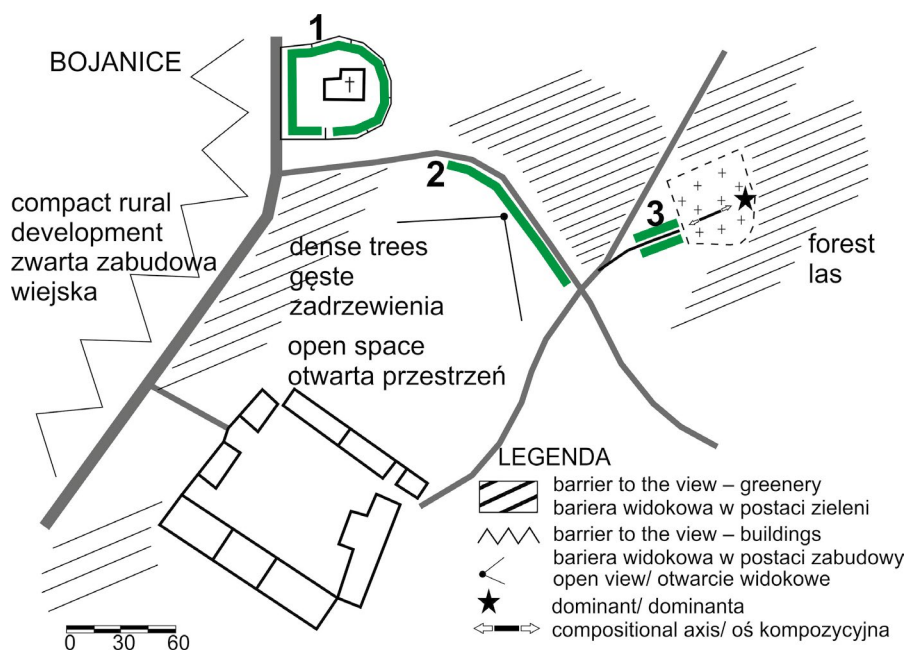 1
BOJANICE
2
3
compact rural
development
zwarta zabudowa
wiejska
dense trees
gęste
zadrzewienia
forest
las
open space
otwarta przestrzeń
LEGENDA
barrier to the view – greenery
bariera widokowa w postaci zieleni
barrier to the view – buildings
bariera widokowa w postaci zabudowy
open view/ otwarcie widokowe
dominant/ dominanta
compositional axis/ oś kompozycyjna
0 30 60